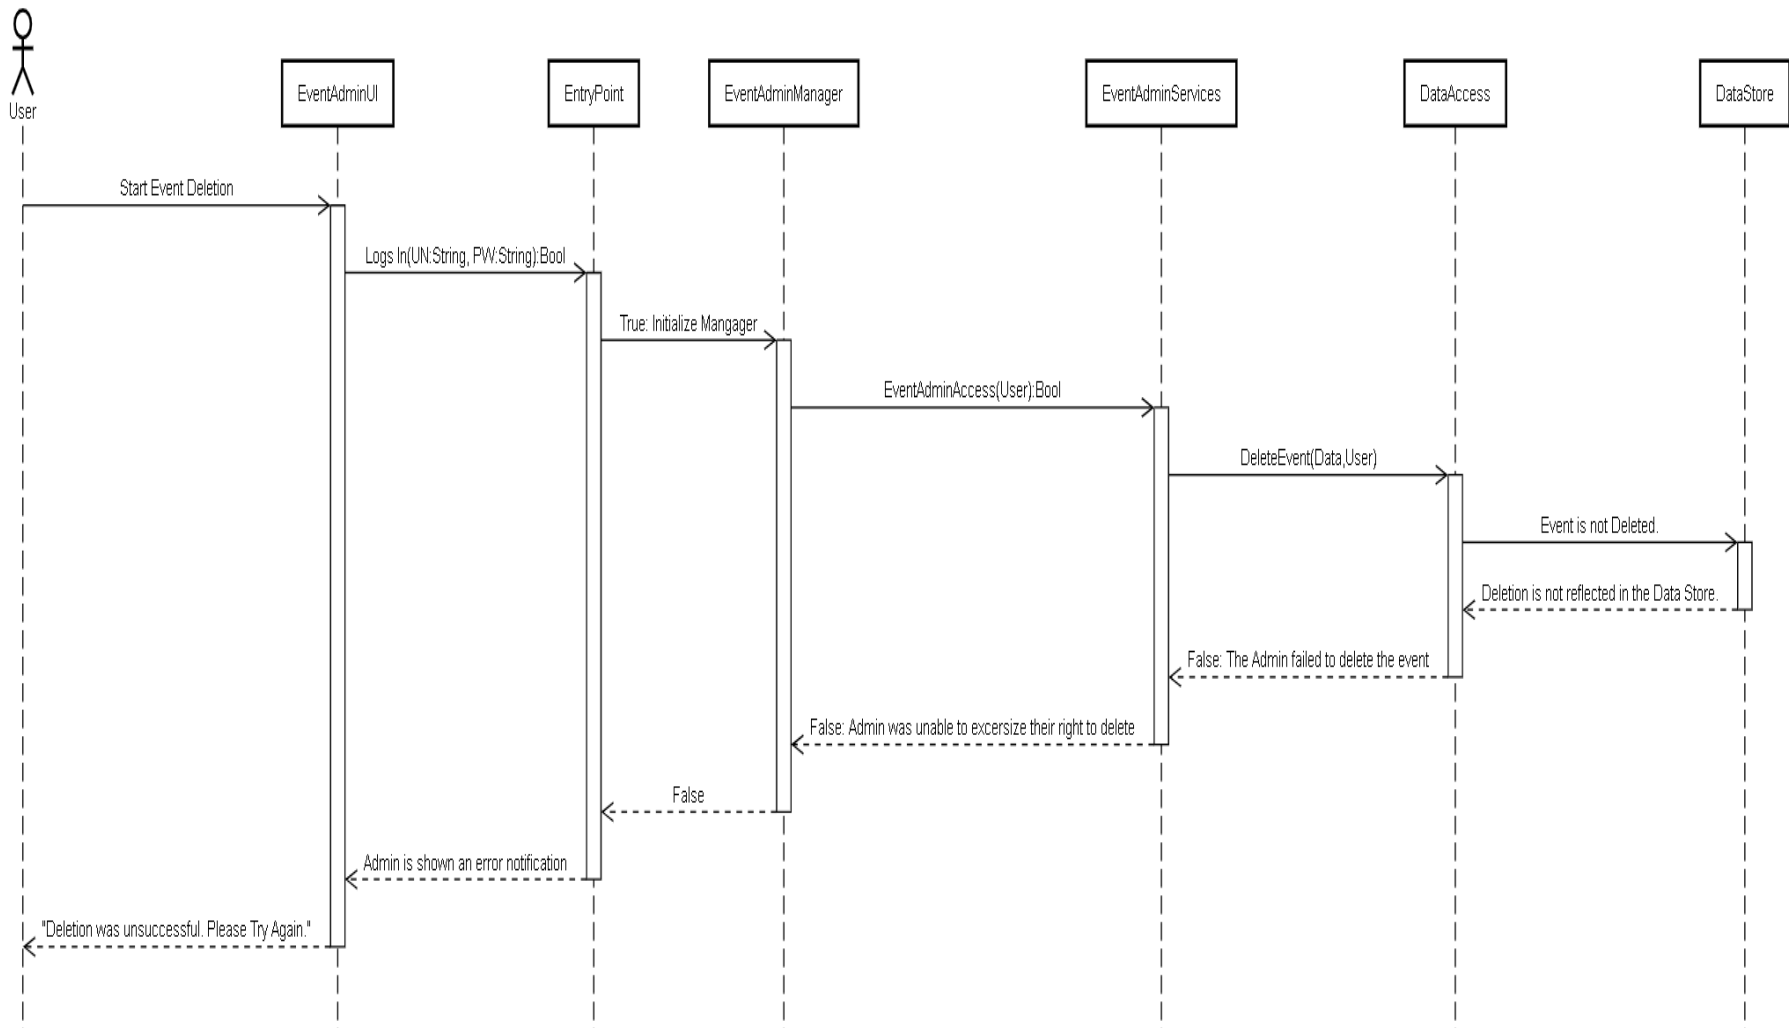 User
EventAdminUI
EntryPoint
EventAdminManager
EventAdminServices
DataAccess
DataStore
Start Event Deletion
Logs In(UN:String, PW:String):Bool
True: Initialize Mangager
EventAdminAccess(User):Bool
DeleteEvent(Data,User)
Event is not Deleted.
Deletion is not reflected in the Data Store.
False: The Admin failed to delete the event
False: Admin was unable to excersize their right to delete
False
Admin is shown an error notification
"Deletion was unsuccessful. Please Try Again."